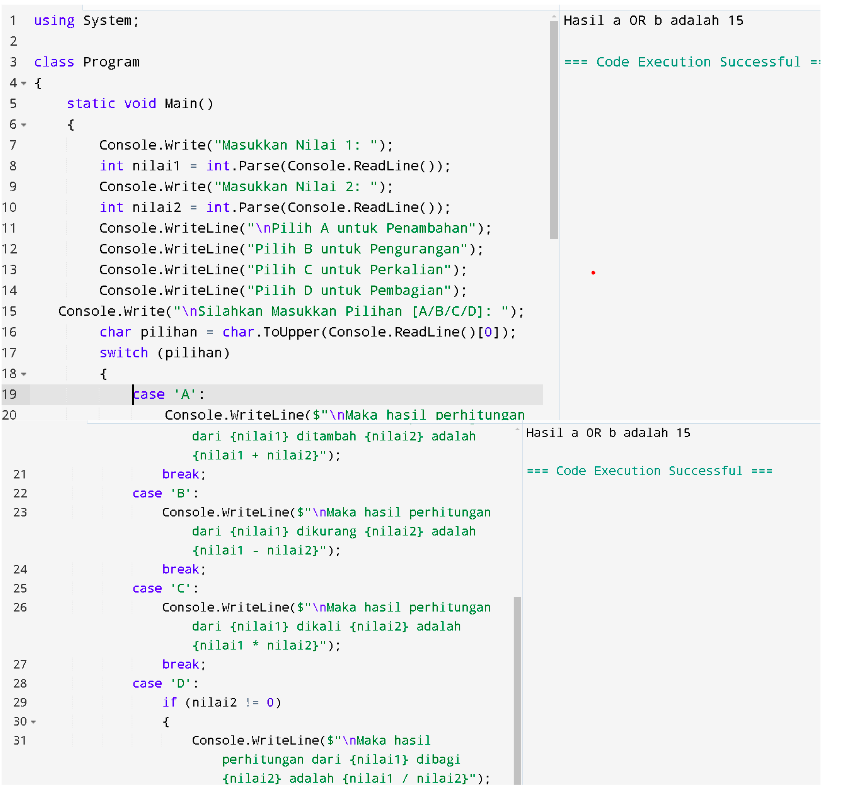 1 using System;
2
3 class Program
4 {
5 static void Main()
6 {
7 Console.Write("Masukkan Nilai 1: ");
8 int nilai1 = int.Parse(Console.ReadLine());
9 Console.Write("Masukkan Nilai 2: ");
10 int nilai2 = int.Parse(Console.ReadLine());
11 Console.WriteLine("\nPilih A untuk Penambahan");
12 Console.WriteLine("Pilih B untuk Pengurangan");
13 Console.WriteLine("Pilih C untuk Perkalian");
14 Console.WriteLine("Pilih D untuk Pembagian");
15 Console.Write("\nSilahkan Masukkan Pilihan [A/B/C/D]: ");
16 char pilihan = char.ToUpper(Console.ReadLine()[0]);
17 switch (pilihan)
18 {
19 case 'A':
20 Console.WriteLine($"\nMaka hasil perhitungan
dari {nilai1} ditambah {nilai2} adalah
{nilai1 + nilai2}");
21 break;
22 case 'B':
23 Console.WriteLine($"\nMaka hasil perhitungan
dari {nilai1} dikurang {nilai2} adalah
{nilai1 - nilai2}");
24 break;
25 case 'C':
26 Console.WriteLine($"\nMaka hasil perhitungan
dari {nilai1} dikali {nilai2} adalah
{nilai1 * nilai2}");
27 break;
28 case 'D':
29 if (nilai2 != 0)
30 {
31 Console.WriteLine($"\nMaka hasil
perhitungan dari {nilai1} dibagi
{nilai2} adalah {nilai1 / nilai2}");
Hasil a OR b adalah 15
=== Code Execution Successful ==
Hasil a OR b adalah 15
=== Code Execution Successful ===